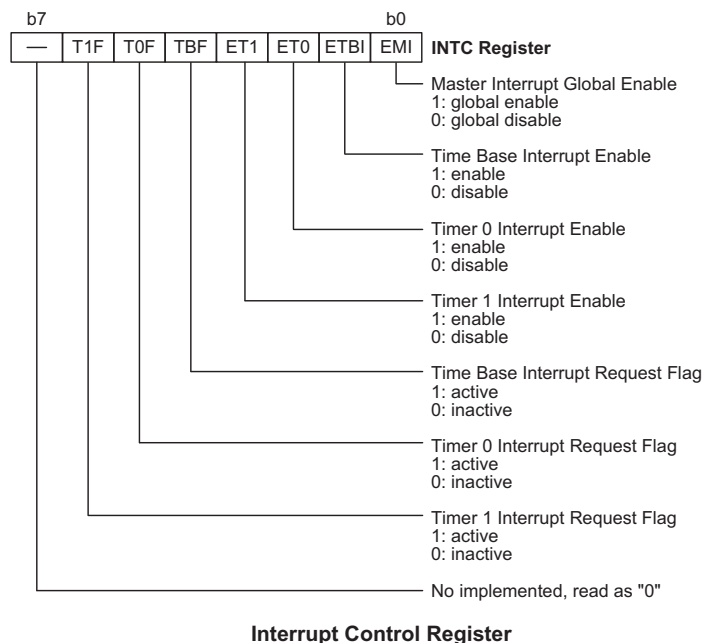 b7 b0
— T1F T0F TBF ET1 ET0 ETBI EMI INTC Register
Master Interrupt Global Enable
1: global enable
0: global disable
Time Base Interrupt Enable
1: enable
0: disable
Timer 0 Interrupt Enable
1: enable
0: disable
Timer 1 Interrupt Enable
1: enable
0: disable
Time Base Interrupt Request Flag
1: active
0: inactive
Timer 0 Interrupt Request Flag
1: active
0: inactive
Timer 1 Interrupt Request Flag
1: active
0: inactive
No implemented, read as "0"
Interrupt Control Register